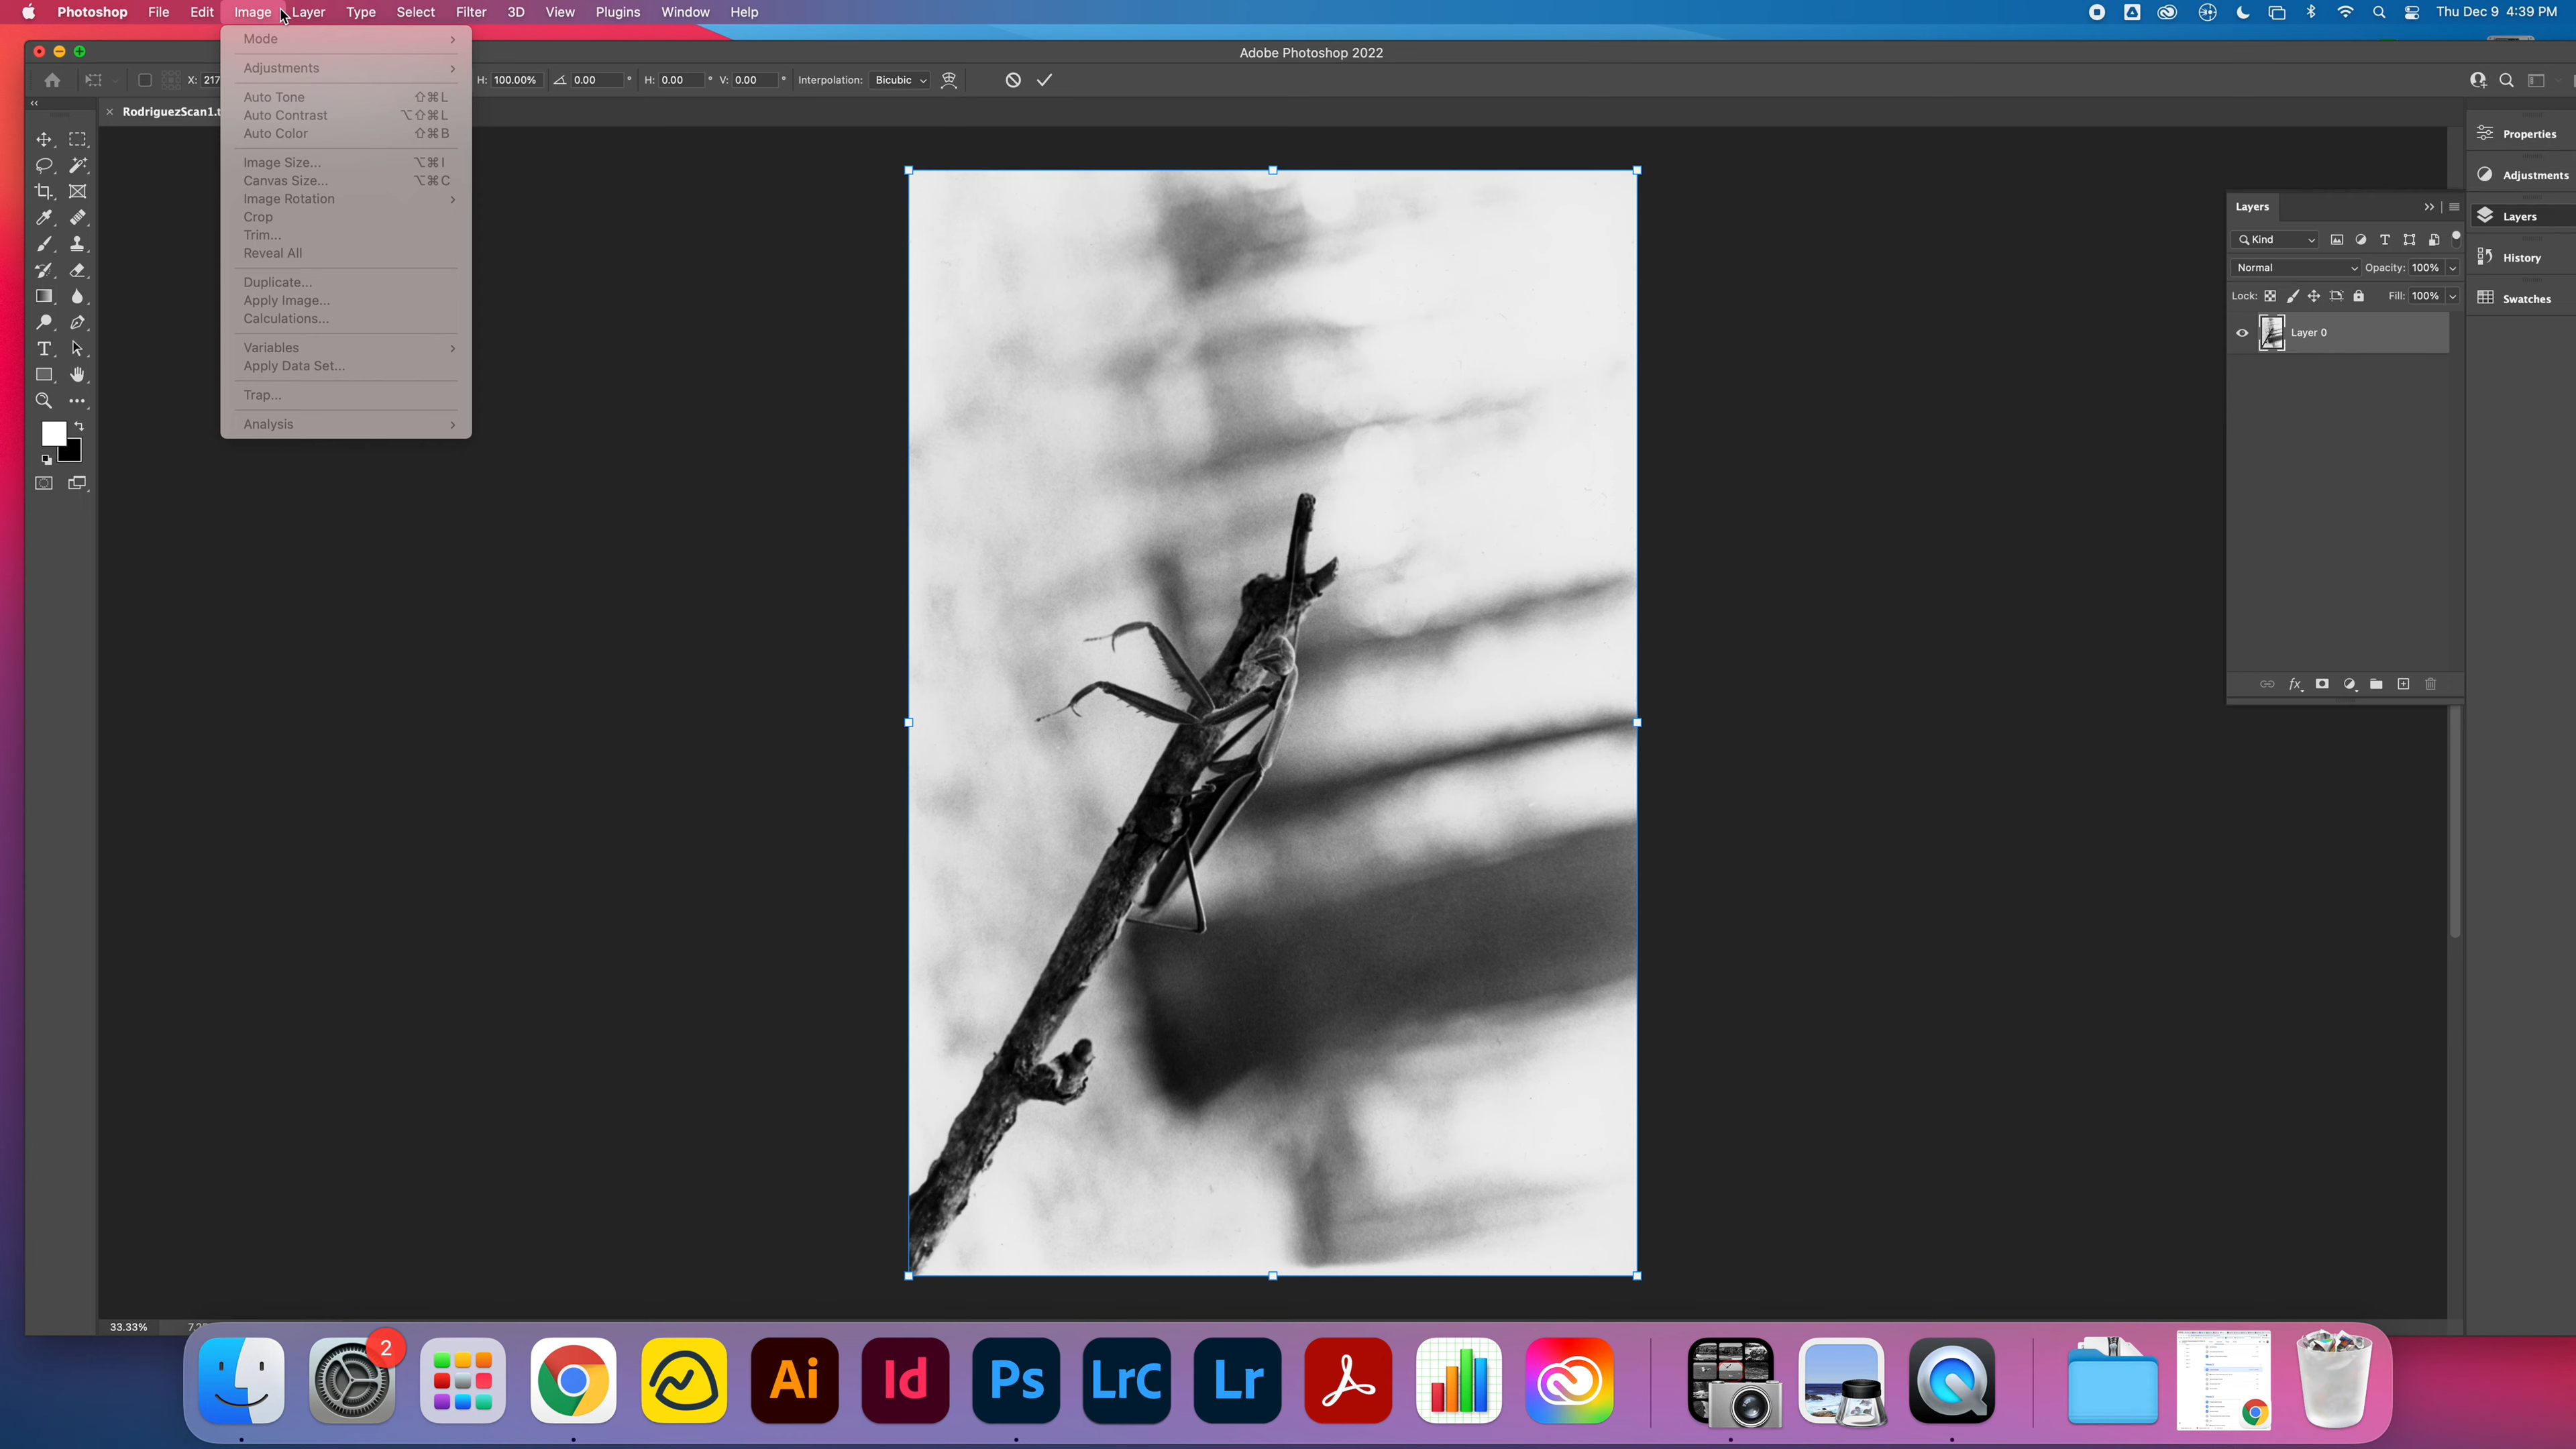 Photoshop File Edit Image Layer Type Select Filter 3D View Plugins Window Help Thu Dec 9 4:39 PM
Adobe Photoshop 2022
X: 217 H: 100.00% 0.00 ° H: 0.00 ° V: 0.00 ° Interpolation: Bicubic
RodriguezScan1.t
Mode
Adjustments
Auto Tone ⇧⌘L
Auto Contrast ⌥⇧⌘L
Auto Color ⇧⌘B
Image Size... ⌥⌘I
Canvas Size... ⌥⌘C
Image Rotation
Crop
Trim...
Reveal All
Duplicate...
Apply Image...
Calculations...
Variables
Apply Data Set...
Trap...
Analysis
Layers
Kind
Normal Opacity: 100%
Lock: Fill: 100%
Layer 0
fx
Properties
Adjustments
Layers
History
Swatches
33.33%
2
Ai Id Ps LrC Lr